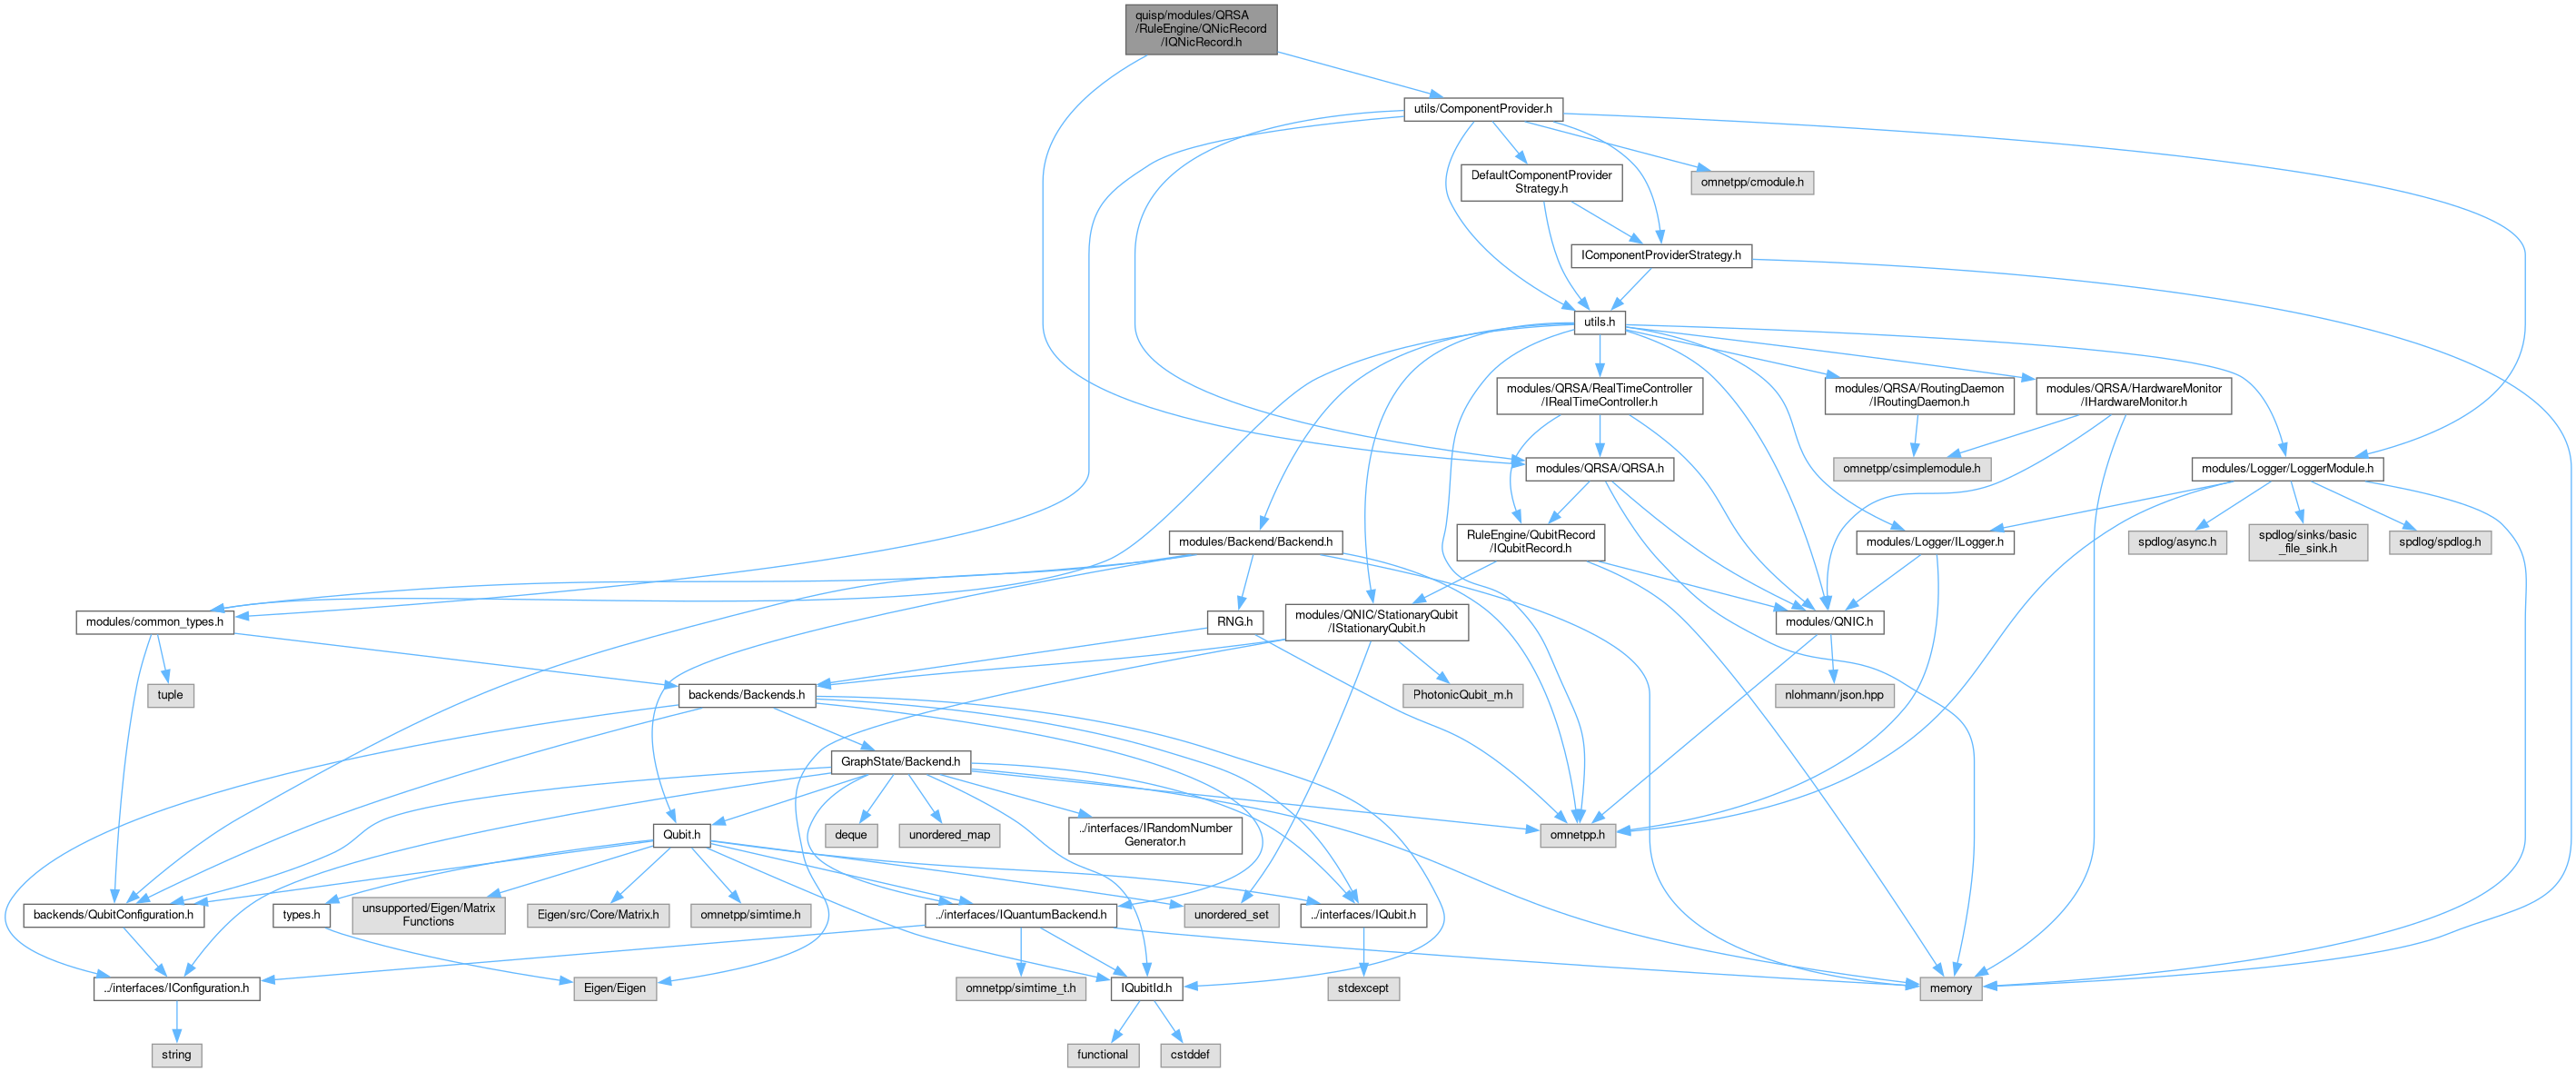 quisp/modules/QRSA
/RuleEngine/QNicRecord
/IQNicRecord.h
utils/ComponentProvider.h
DefaultComponentProvider
Strategy.h
omnetpp/cmodule.h
IComponentProviderStrategy.h
utils.h
modules/QRSA/RealTimeController
/IRealTimeController.h
modules/QRSA/RoutingDaemon
/IRoutingDaemon.h
modules/QRSA/HardwareMonitor
/IHardwareMonitor.h
modules/QRSA/QRSA.h
omnetpp/csimplemodule.h
modules/Logger/LoggerModule.h
modules/Backend/Backend.h
RuleEngine/QubitRecord
/IQubitRecord.h
modules/Logger/ILogger.h
spdlog/async.h
spdlog/sinks/basic
_file_sink.h
spdlog/spdlog.h
modules/common_types.h
RNG.h
modules/QNIC/StationaryQubit
/IStationaryQubit.h
modules/QNIC.h
tuple
backends/Backends.h
PhotonicQubit_m.h
nlohmann/json.hpp
GraphState/Backend.h
Qubit.h
deque
unordered_map
../interfaces/IRandomNumber
Generator.h
omnetpp.h
backends/QubitConfiguration.h
types.h
unsupported/Eigen/Matrix
Functions
Eigen/src/Core/Matrix.h
omnetpp/simtime.h
../interfaces/IQuantumBackend.h
unordered_set
../interfaces/IQubit.h
../interfaces/IConfiguration.h
Eigen/Eigen
omnetpp/simtime_t.h
IQubitId.h
stdexcept
memory
string
functional
cstddef